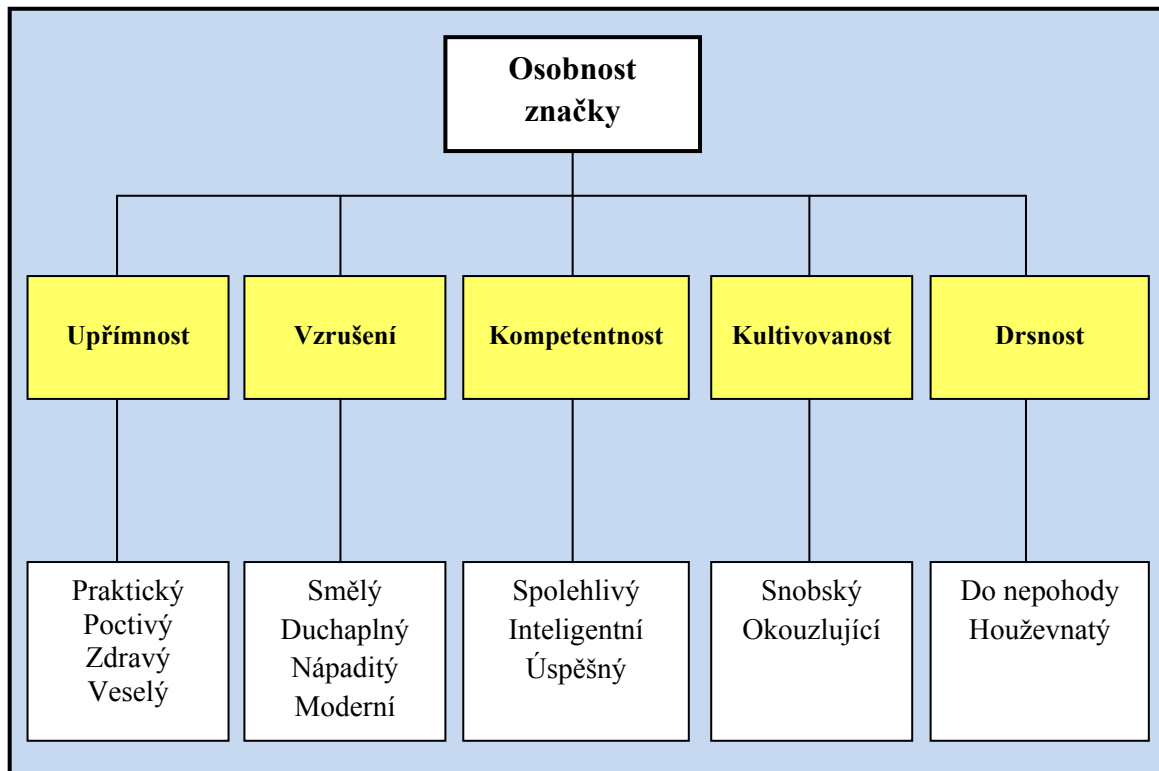 Osobnost
značky
Upřímnost
Vzrušení
Kompetentnost
Kultivovanost
Drsnost
Praktický
Poctivý
Zdravý
Veselý
Smělý
Duchaplný
Nápaditý
Moderní
Spolehlivý
Inteligentní
Úspěšný
Snobský
Okouzlující
Do nepohody
Houževnatý